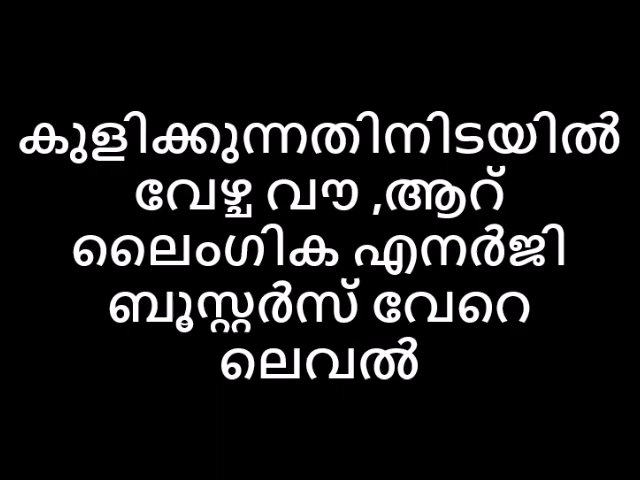 കുളിക്കുന്നതിനിടയിൽ
വേഴ്ച വൗ ,ആറ്
ലൈംഗിക എനർജി
ബൂസ്റ്റർസ് വേറെ
ലെവൽ